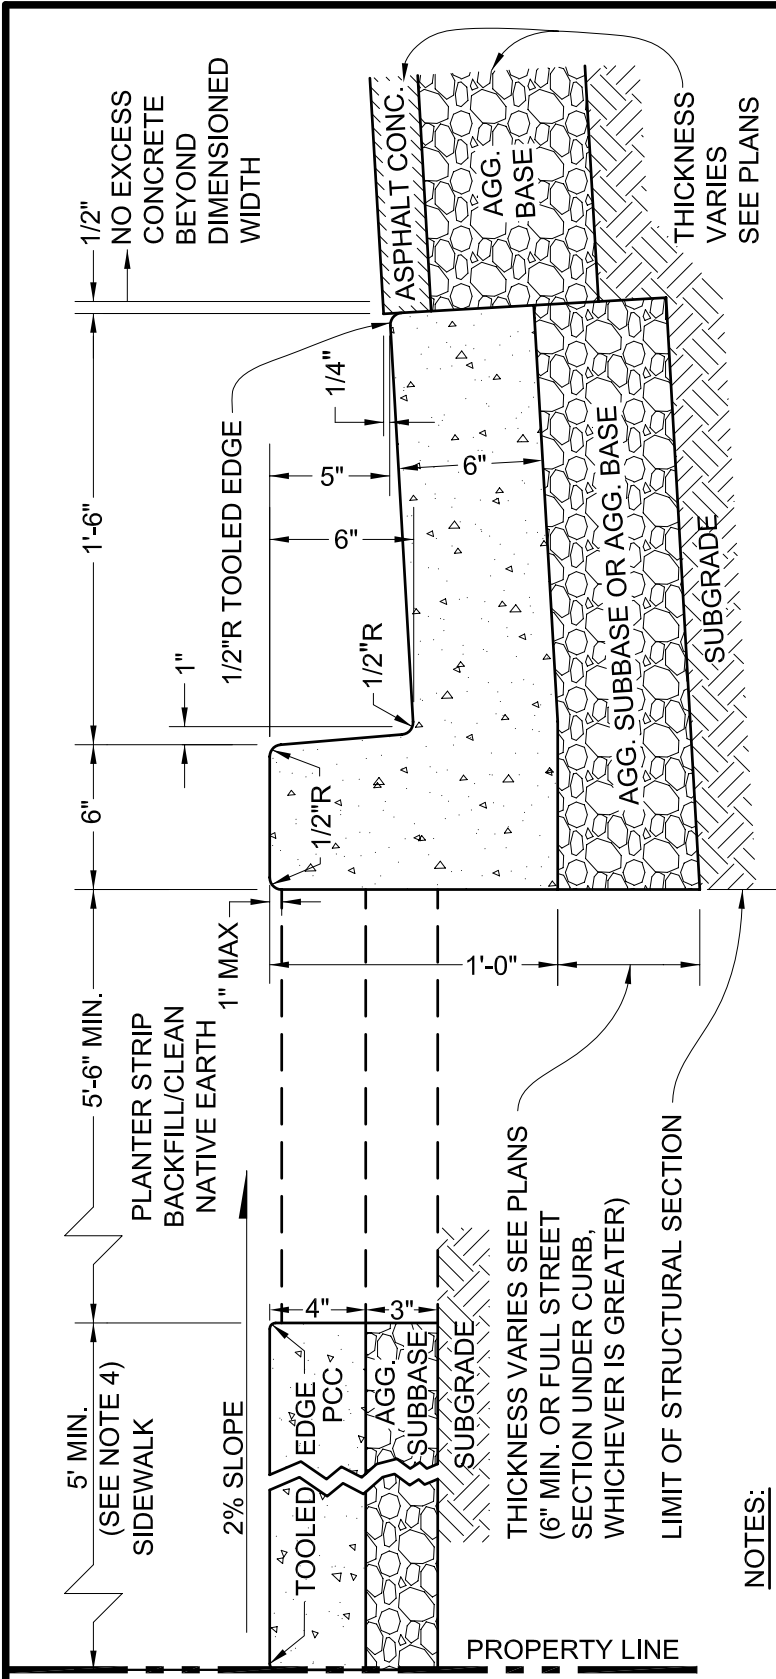 5' MIN.
(SEE NOTE 4)
SIDEWALK
5'-6" MIN.
PLANTER STRIP
BACKFILL/CLEAN
NATIVE EARTH
6"
1"
1'-6"
1/2"
NO EXCESS
CONCRETE
BEYOND
DIMENSIONED
WIDTH
2% SLOPE
1" MAX
1/2"R TOOLED EDGE
1/2"R
1/2"R
6"
5"
1/4"
6"
ASPHALT CONC.
AGG.
BASE
TOOLED EDGE
PCC
4"
AGG.
SUBBASE
3"
SUBGRADE
1'-0"
AGG. SUBBASE OR AGG. BASE
SUBGRADE
THICKNESS
VARIES
SEE PLANS
THICKNESS VARIES SEE PLANS
(6" MIN. OR FULL STREET
SECTION UNDER CURB,
WHICHEVER IS GREATER)
LIMIT OF STRUCTURAL SECTION
PROPERTY LINE
NOTES: